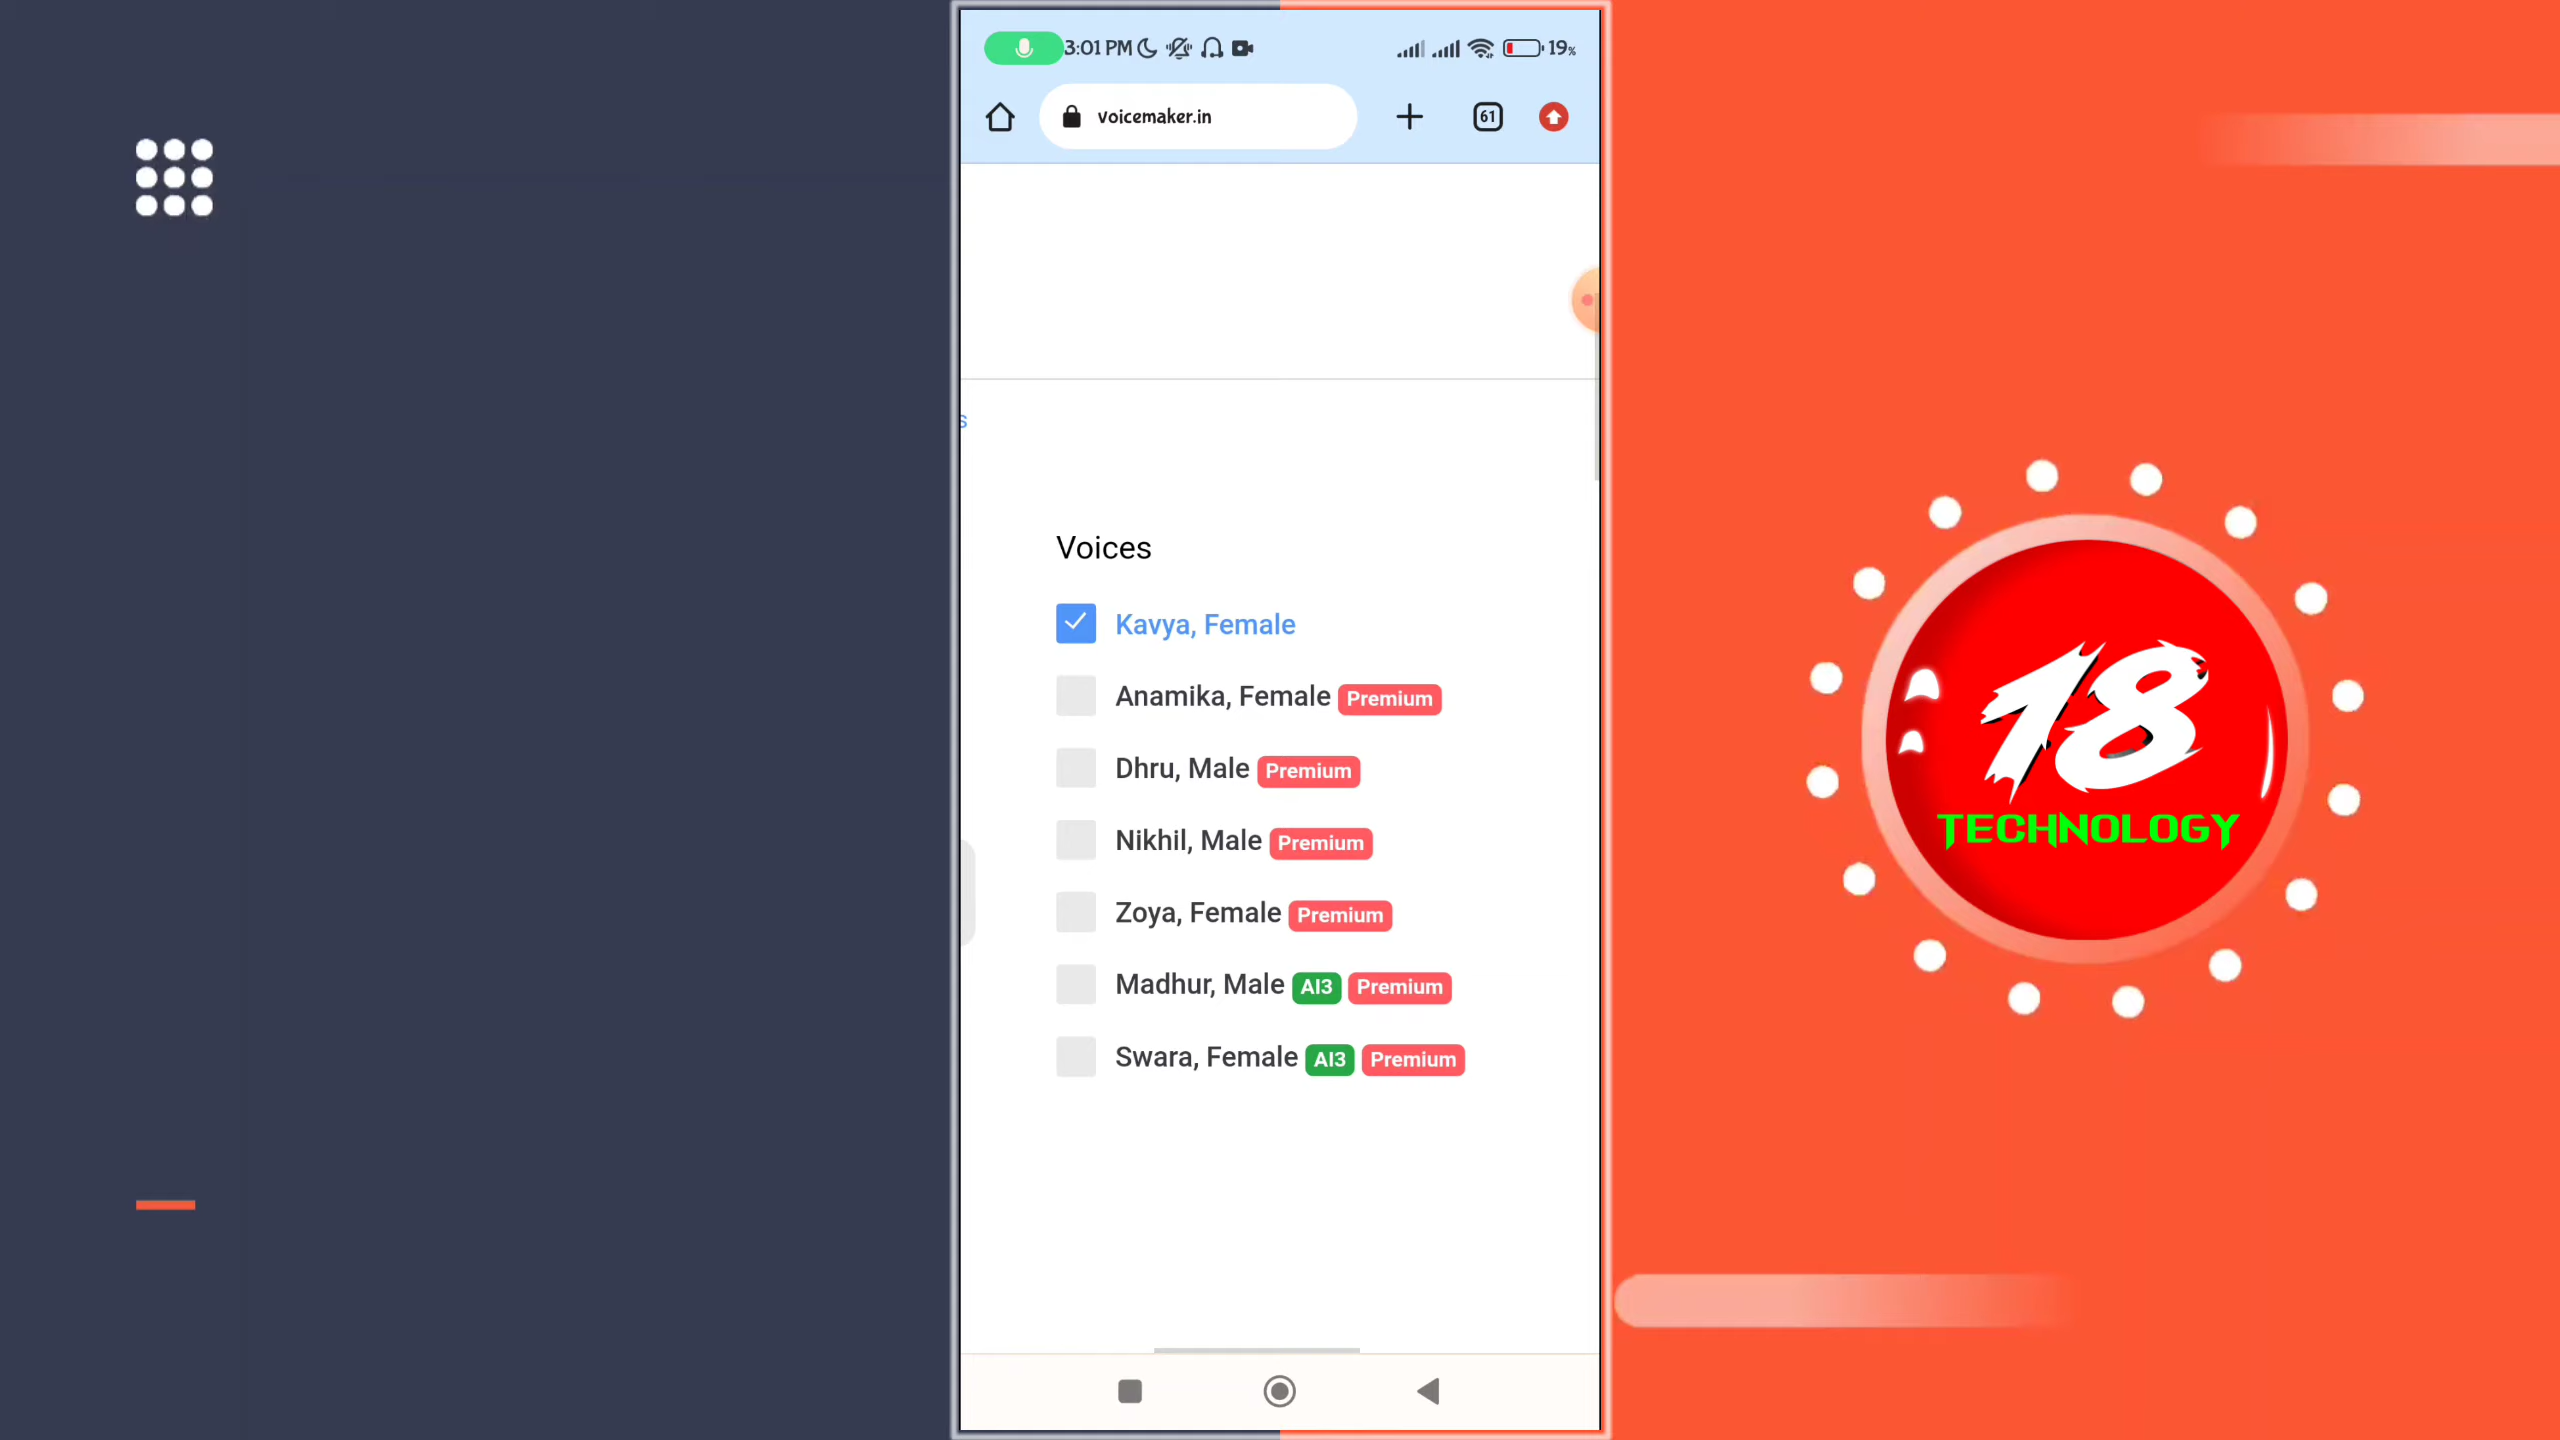 3:01 PM 19%
voicemaker.in 61
s
Voices
Kavya, Female
Anamika, Female Premium
Dhru, Male Premium
Nikhil, Male Premium
Zoya, Female Premium
Madhur, Male AI3 Premium
Swara, Female AI3 Premium
18
TECHNOLOGY